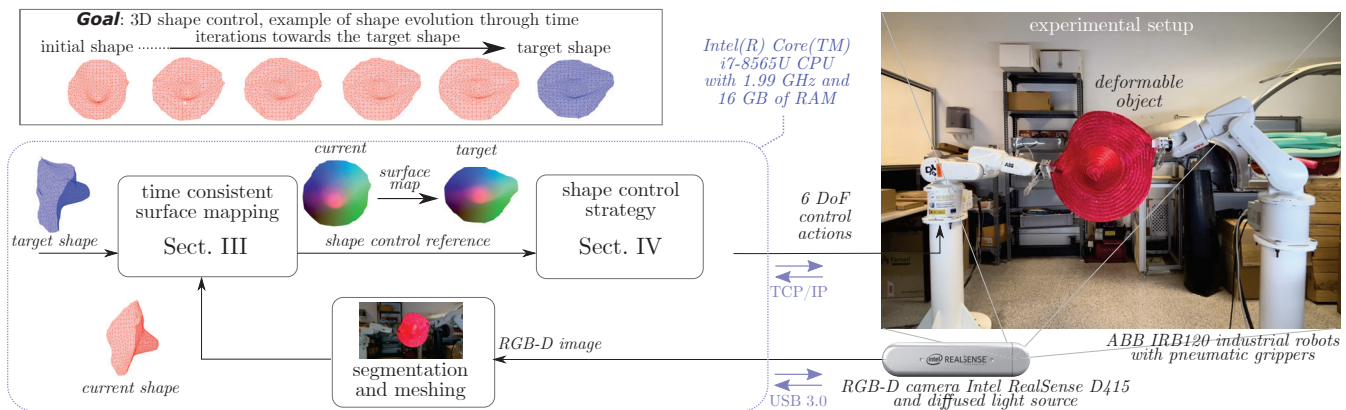 Goal: 3D shape control, example of shape evolution through time
iterations towards the target shape
initial shape
target shape
Intel(R) Core(TM)
i7-8565U CPU
with 1.99 GHz and
16 GB of RAM
experimental setup
deformable
object
ABB
current
surface
map
target
target shape
time consistent
surface mapping
Sect. III
shape control reference
shape control
strategy
Sect. IV
6 DoF
control
actions
TCP/IP
current shape
segmentation
and meshing
RGB-D image
USB 3.0
intel REALSENSE
ABB IRB120 industrial robots
with pneumatic grippers
RGB-D camera Intel RealSense D415
and diffused light source